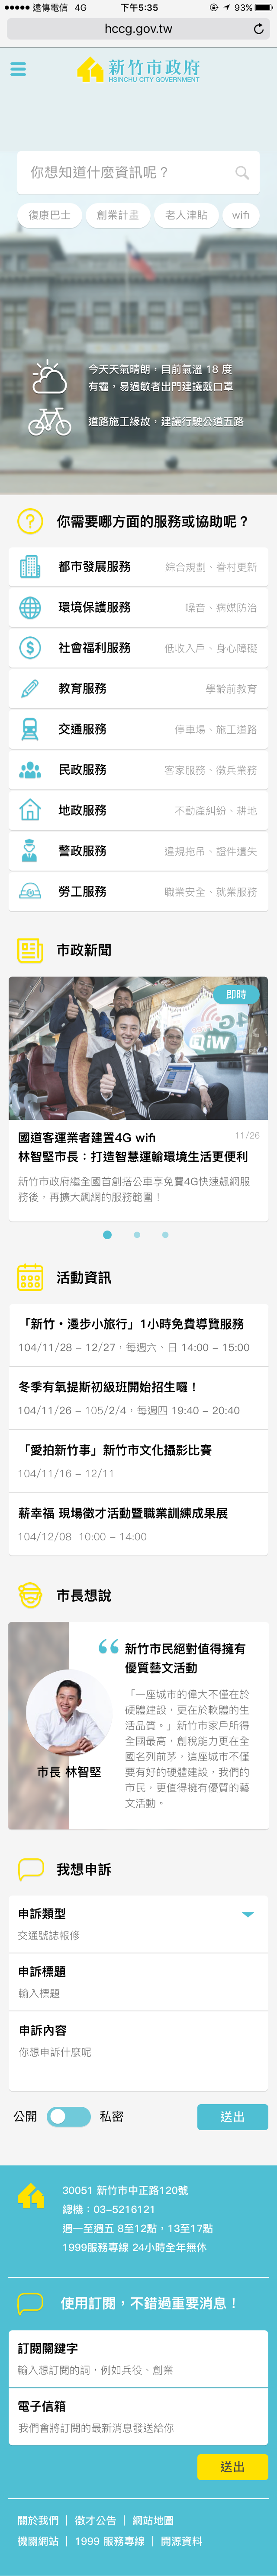 遠傳電信 4G 下午5:35 93%
hccg.gov.tw
新竹市政府
HSINCHU CITY GOVERNMENT
你想知道什麼資訊呢？
復康巴士 創業計畫 老人津貼 wifi
今天天氣晴朗，目前氣溫 18 度
有霾，易過敏者出門建議戴口罩
道路施工緣故，建議行駛公道五路
你需要哪方面的服務或協助呢？
都市發展服務 綜合規劃、眷村更新
環境保護服務 噪音、病媒防治
社會福利服務 低收入戶、身心障礙
教育服務 學齡前教育
交通服務 停車場、施工道路
民政服務 客家服務、徵兵業務
地政服務 不動產糾紛、耕地
警政服務 違規拖吊、證件遺失
勞工服務 職業安全、就業服務
市政新聞
即時
4G
Wifi
國道客運業者建置4G wifi 11/26
林智堅市長：打造智慧運輸環境生活更便利
新竹市政府繼全國首創搭公車享免費4G快速飆網服
務後，再擴大飆網的服務範圍！
活動資訊
「新竹・漫步小旅行」1小時免費導覽服務
104/11/28 - 12/27，每週六、日 14:00 - 15:00
冬季有氧提斯初級班開始招生囉！
104/11/26 - 105/2/4，每週四 19:40 - 20:40
「愛拍新竹事」新竹市文化攝影比賽
104/11/16 - 12/11
薪幸福 現場徵才活動暨職業訓練成果展
104/12/08 10:00 - 14:00
市長想說
新竹市民絕對值得擁有
優質藝文活動
「一座城市的偉大不僅在於
硬體建設，更在於軟體的生
活品質。」新竹市家戶所得
全國最高，創稅能力更在全
國名列前茅，這座城市不僅
要有好的硬體建設，我們的
市民，更值得擁有優質的藝
文活動。
市長 林智堅
我想申訴
申訴類型
交通號誌報修
申訴標題
輸入標題
申訴內容
你想申訴什麼呢
公開 私密 送出
30051 新竹市中正路120號
總機：03-5216121
週一至週五 8至12點，13至17點
1999服務專線 24小時全年無休
使用訂閱，不錯過重要消息！
訂閱關鍵字
輸入想訂閱的詞，例如兵役、創業
電子信箱
我們會將訂閱的最新消息發送給你
送出
關於我們 | 徵才公告 | 網站地圖
機關網站 | 1999 服務專線 | 開源資料